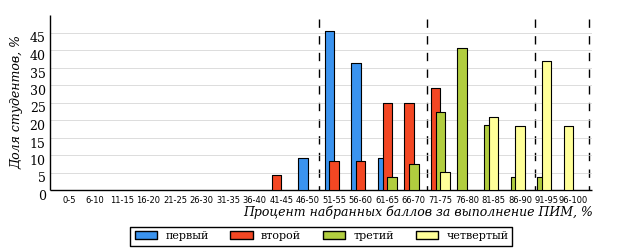 Доля студентов, %
45
40
35
30
25
20
15
10
5
0
0-5 6-10 11-15 16-20 21-25 26-30 31-35 36-40 41-45 46-50 51-55 56-60 61-65 66-70 71-75 76-80 81-85 86-90 91-95 96-100
Процент набранных баллов за выполнение ПИМ, %
первый второй третий четвертый